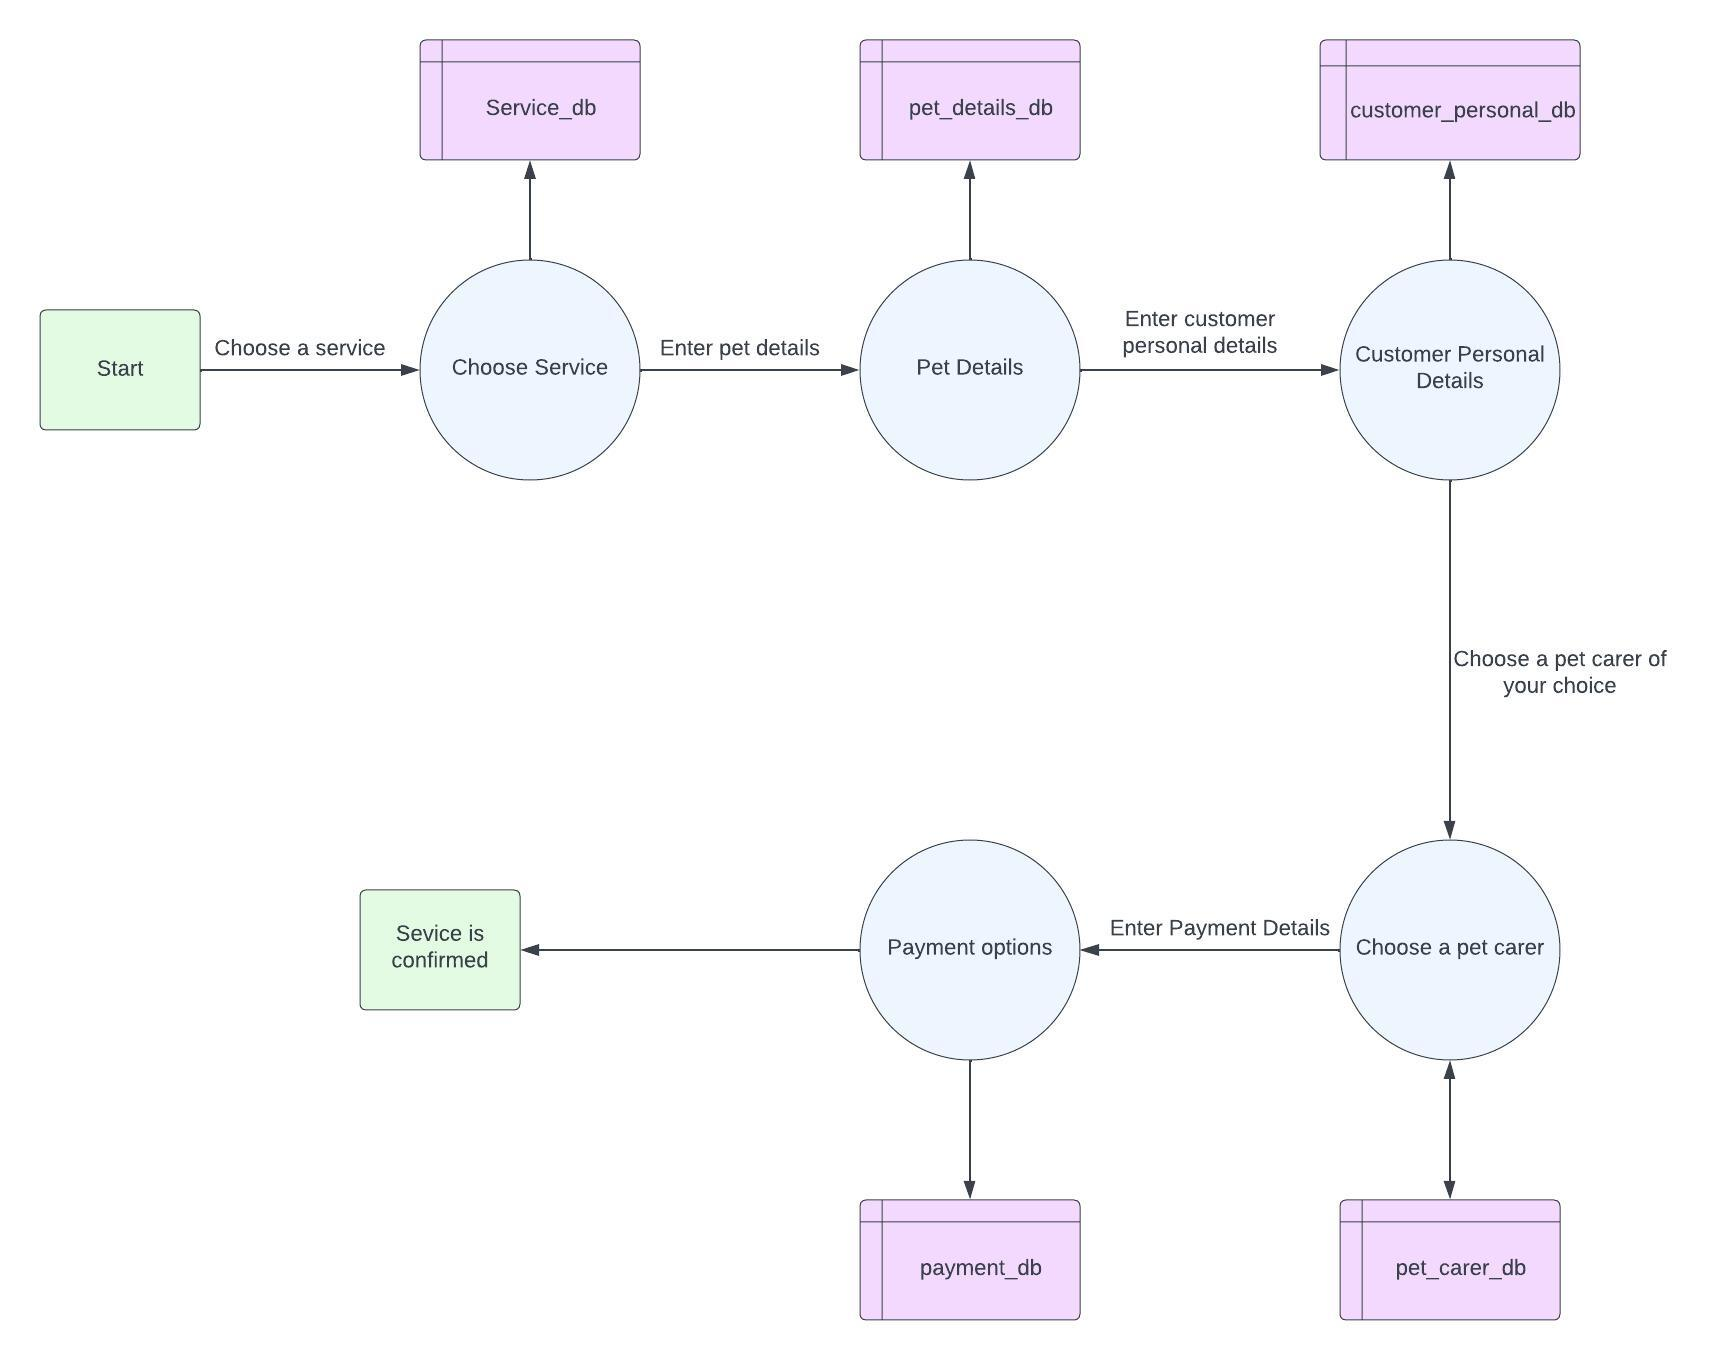 Service_db
pet_details_db
customer_personal_db
Start
Choose a service
Choose Service
Enter pet details
Pet Details
Enter customer
personal details
Customer Personal
Details
Choose a pet carer of
your choice
Sevice is
confirmed
Payment options
Enter Payment Details
Choose a pet carer
payment_db
pet_carer_db